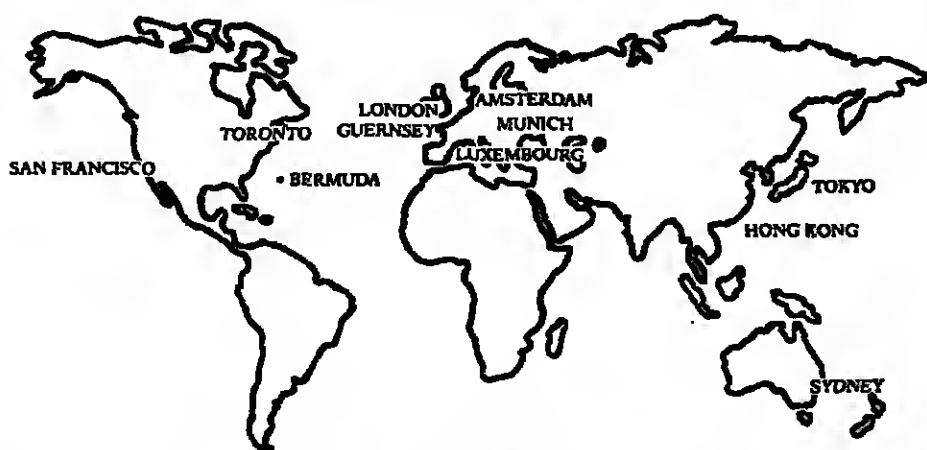 LONDON
AMSTERDAM
GUERNSEY
MUNICH
TORONTO
LUXEMBOURG
SAN FRANCISCO
BERMUDA
TOKYO
HONG KONG
SYDNEY